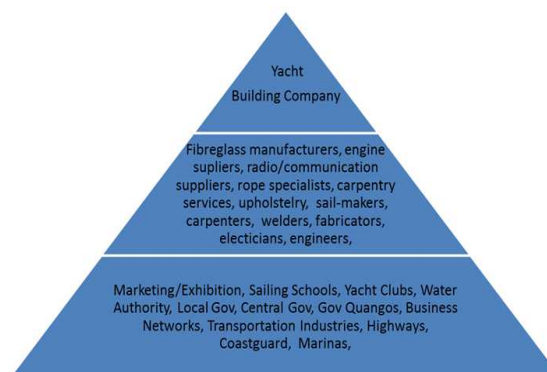 Yacht
Building Company
Fibreglass manufacturers, engine
supliers, radio/communication
suppliers, rope specialists, carpentry
services, upholstelry, sail-makers,
carpenters, welders, fabricators,
electicians, engineers,
Marketing/Exhibition, Sailing Schools, Yacht Clubs, Water
Authority, Local Gov, Central Gov, Gov Quangos, Business
Networks, Transportation Industries, Highways,
Coastguard, Marinas,